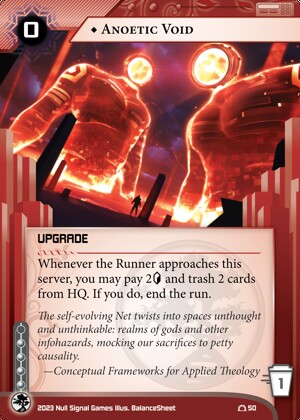 0
◆ Anoetic Void
UPGRADE
Whenever the Runner approaches this
server, you may pay 2 and trash 2 cards
from HQ. If you do, end the run.
The self-evolving Net twists into spaces unthought
and unthinkable: realms of gods and other
infohazards, mocking our sacrifices to petty
causality.
—Conceptual Frameworks for Applied Theology
1
2023 Null Signal Games Illus. BalanceSheet
50